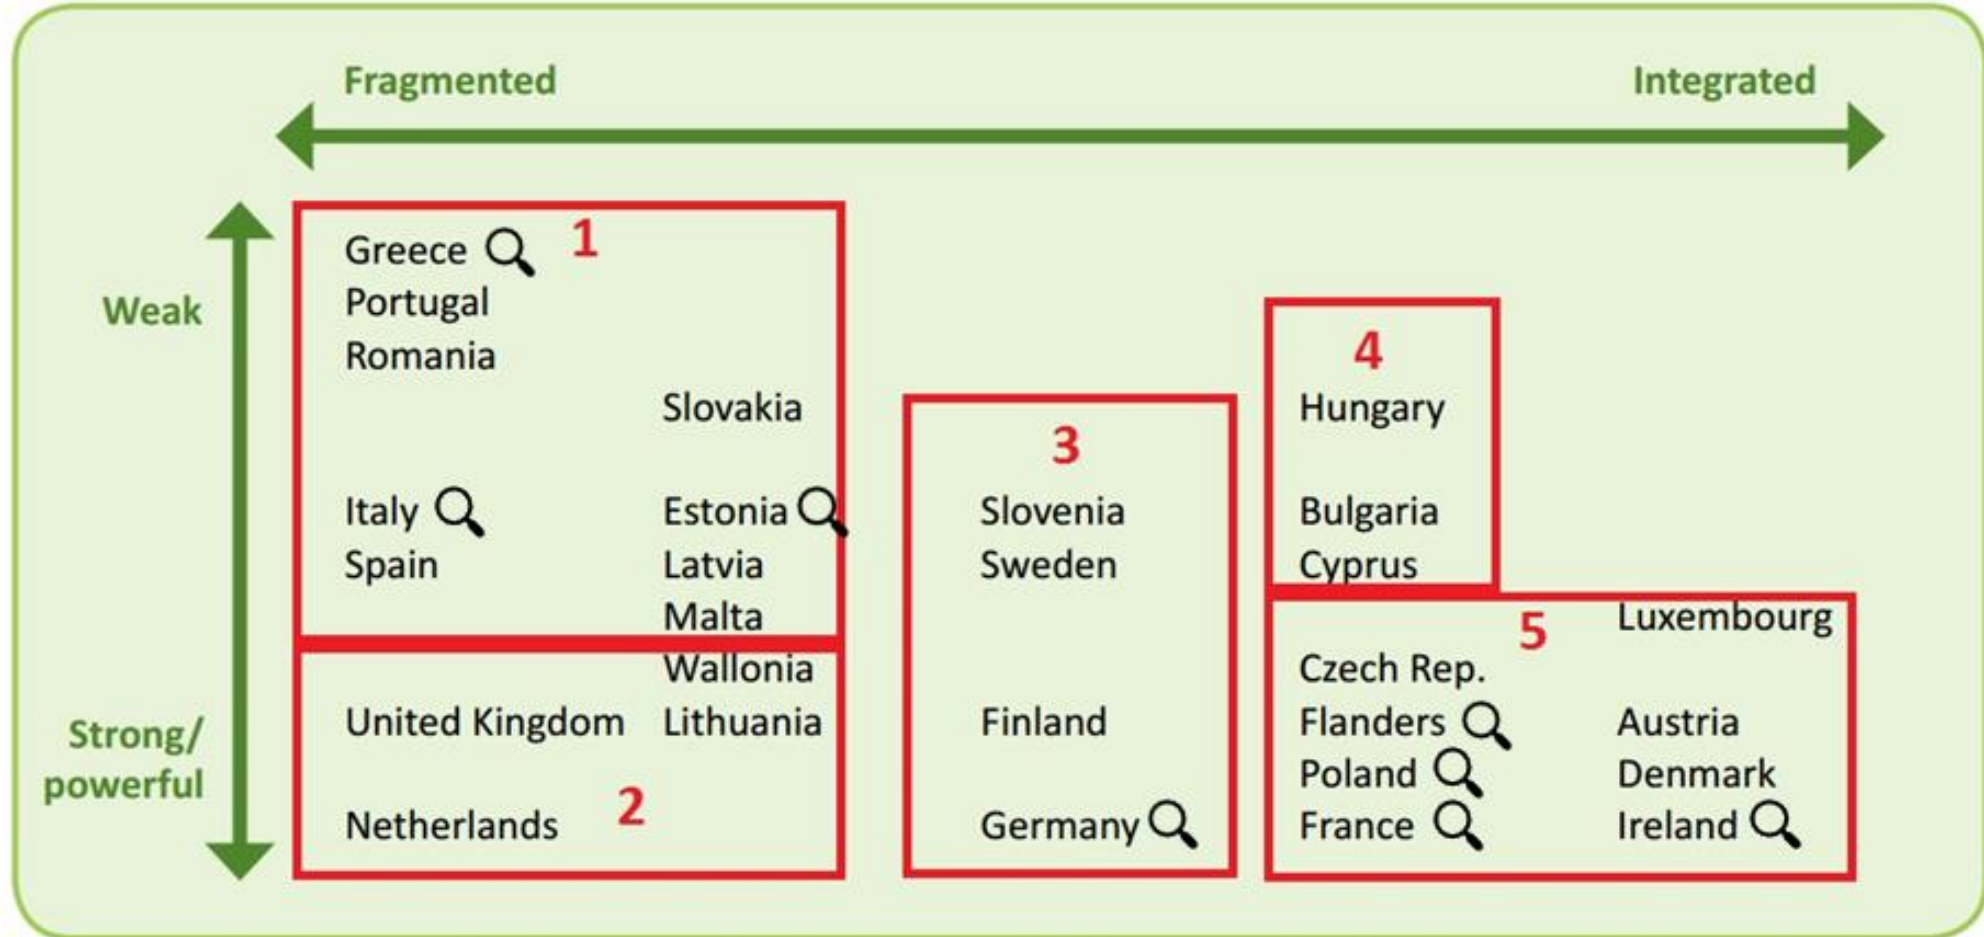 Fragmented
Integrated
Weak
Strong/
powerful
1
Greece
Portugal
Romania
Slovakia
Italy
Estonia
Spain
Latvia
Malta
Wallonia
United Kingdom
Lithuania
Netherlands
2
3
Slovenia
Sweden
Finland
Germany
4
Hungary
Bulgaria
Cyprus
5
Luxembourg
Czech Rep.
Flanders
Austria
Poland
Denmark
France
Ireland